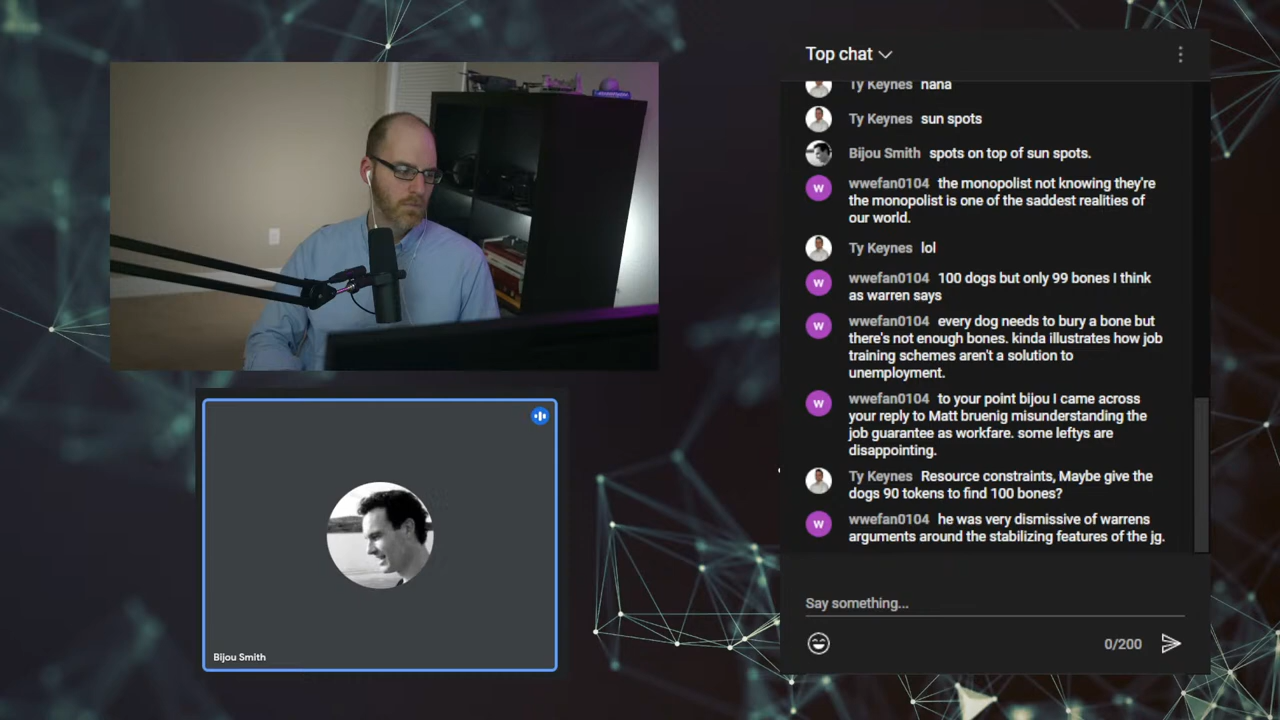 Top chat
Ty Keynes nana
Ty Keynes sun spots
Bijou Smith spots on top of sun spots.
wwefan0104 the monopolist not knowing they're
the monopolist is one of the saddest realities of
our world.
Ty Keynes lol
wwefan0104 100 dogs but only 99 bones I think
as warren says
wwefan0104 every dog needs to bury a bone but
there's not enough bones. kinda illustrates how job
training schemes aren't a solution to
unemployment.
wwefan0104 to your point bijou I came across
your reply to Matt bruenig misunderstanding the
job guarantee as workfare. some leftys are
disappointing.
Ty Keynes Resource constraints, Maybe give the
dogs 90 tokens to find 100 bones?
wwefan0104 he was very dismissive of warrens
arguments around the stabilizing features of the jg.
Say something...
0/200
W
W
W
W
W
Bijou Smith